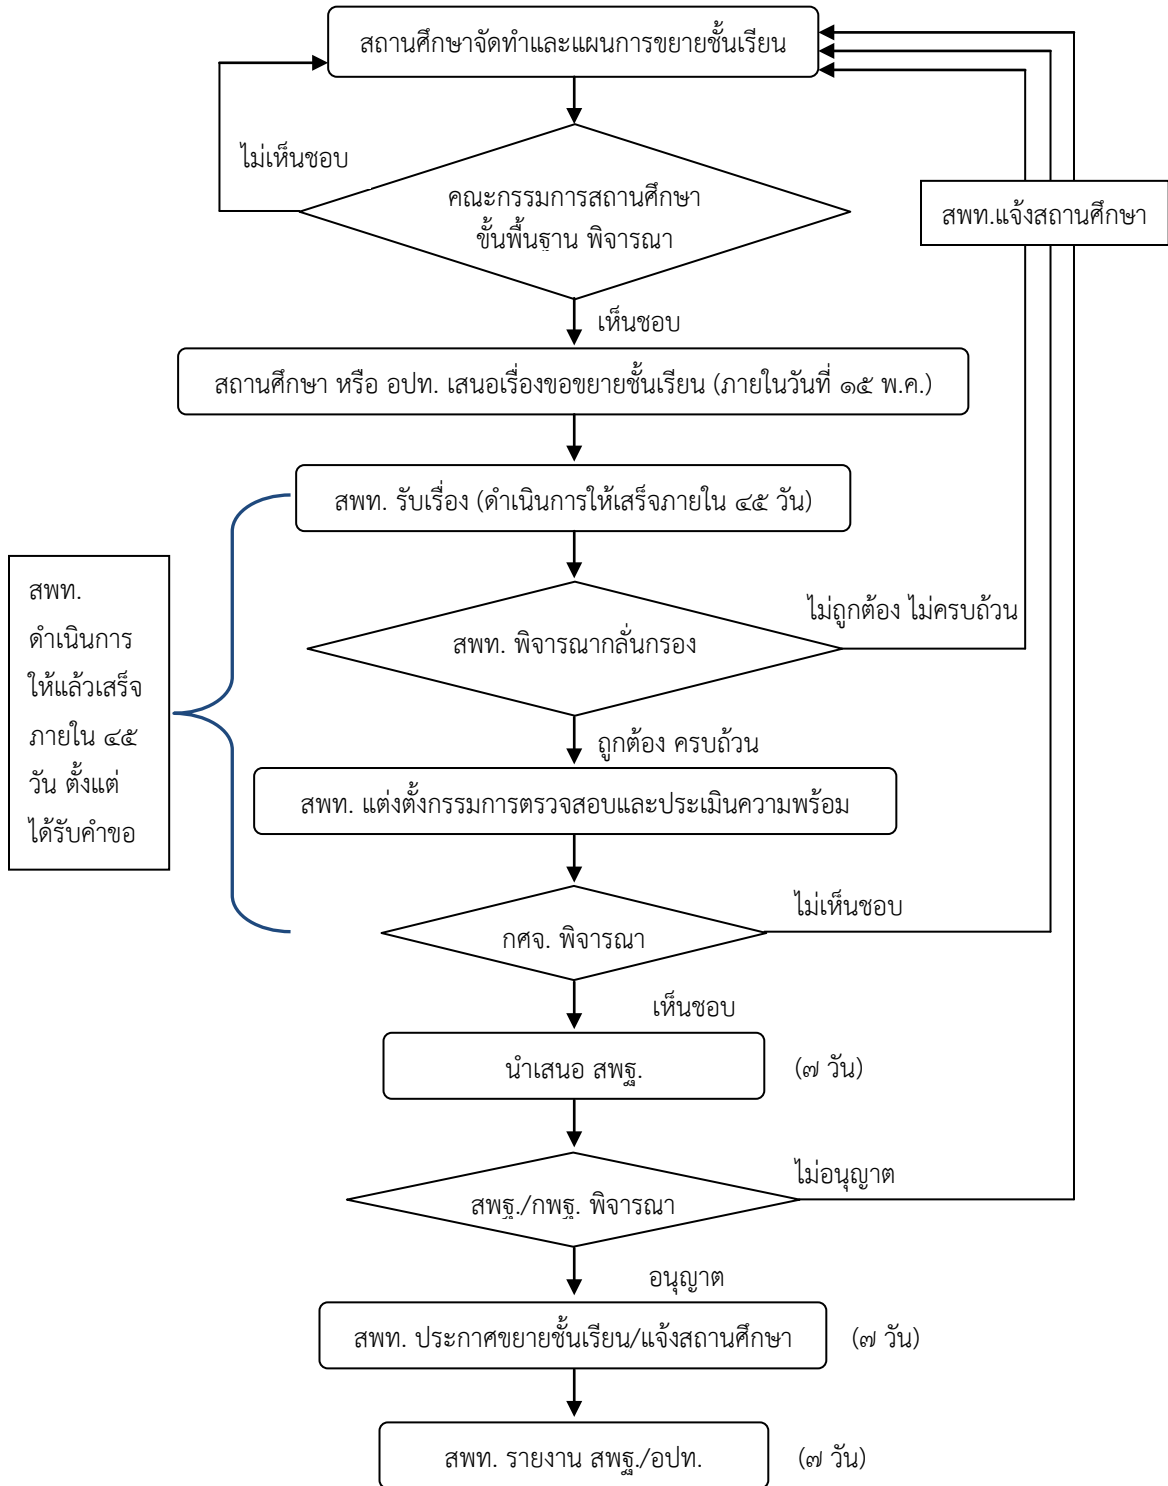 สถานศึกษาจัดทำและแผนการขยายชั้นเรียน
ไม่เห็นชอบ
คณะกรรมการสถานศึกษา
ขั้นพื้นฐาน พิจารณา
สพท.แจ้งสถานศึกษา
เห็นชอบ
สถานศึกษา หรือ อปท. เสนอเรื่องขอขยายชั้นเรียน (ภายในวันที่ ๑๕ พ.ค.)
สพท. รับเรื่อง (ดำเนินการให้เสร็จภายใน ๔๕ วัน)
สพท.
ดำเนินการ
ให้แล้วเสร็จ
ภายใน ๔๕
วัน ตั้งแต่
ได้รับคำขอ
ไม่ถูกต้อง ไม่ครบถ้วน
สพท. พิจารณากลั่นกรอง
ถูกต้อง ครบถ้วน
สพท. แต่งตั้งกรรมการตรวจสอบและประเมินความพร้อม
ไม่เห็นชอบ
กศจ. พิจารณา
เห็นชอบ
นำเสนอ สพฐ.
(๗ วัน)
ไม่อนุญาต
สพฐ./กพฐ. พิจารณา
อนุญาต
สพท. ประกาศขยายชั้นเรียน/แจ้งสถานศึกษา
(๗ วัน)
สพท. รายงาน สพฐ./อปท.
(๗ วัน)